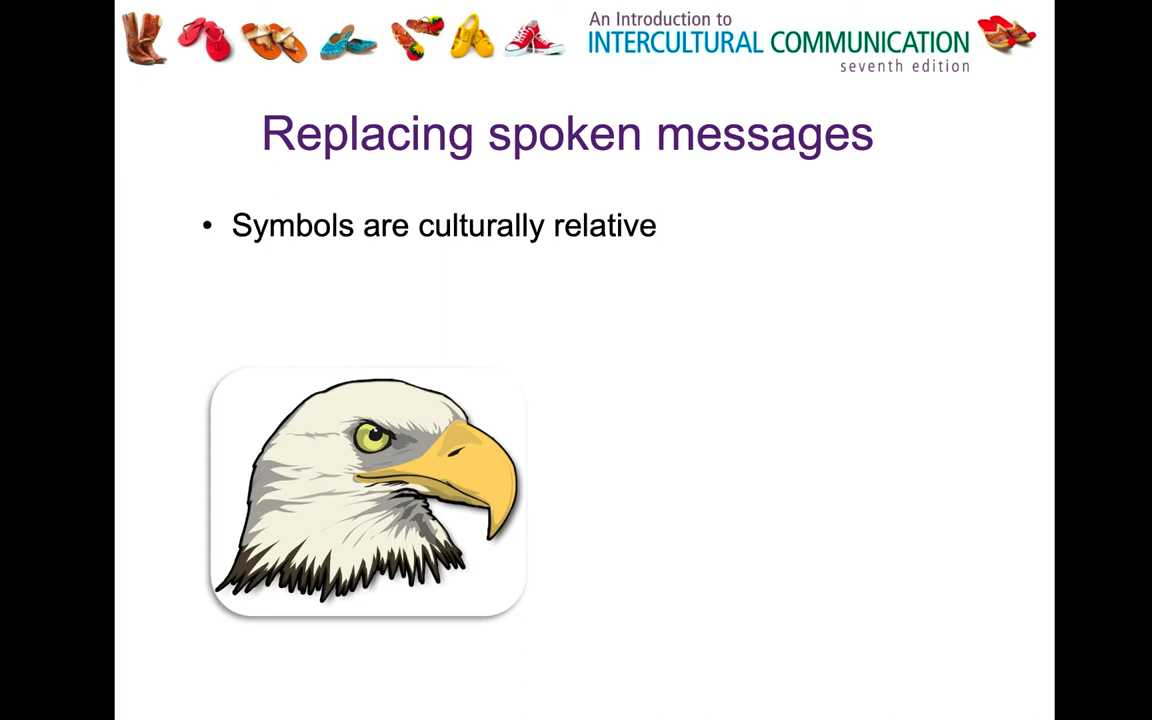 An Introduction to
INTERCULTURAL COMMUNICATION
seventh edition
Replacing spoken messages
• Symbols are culturally relative